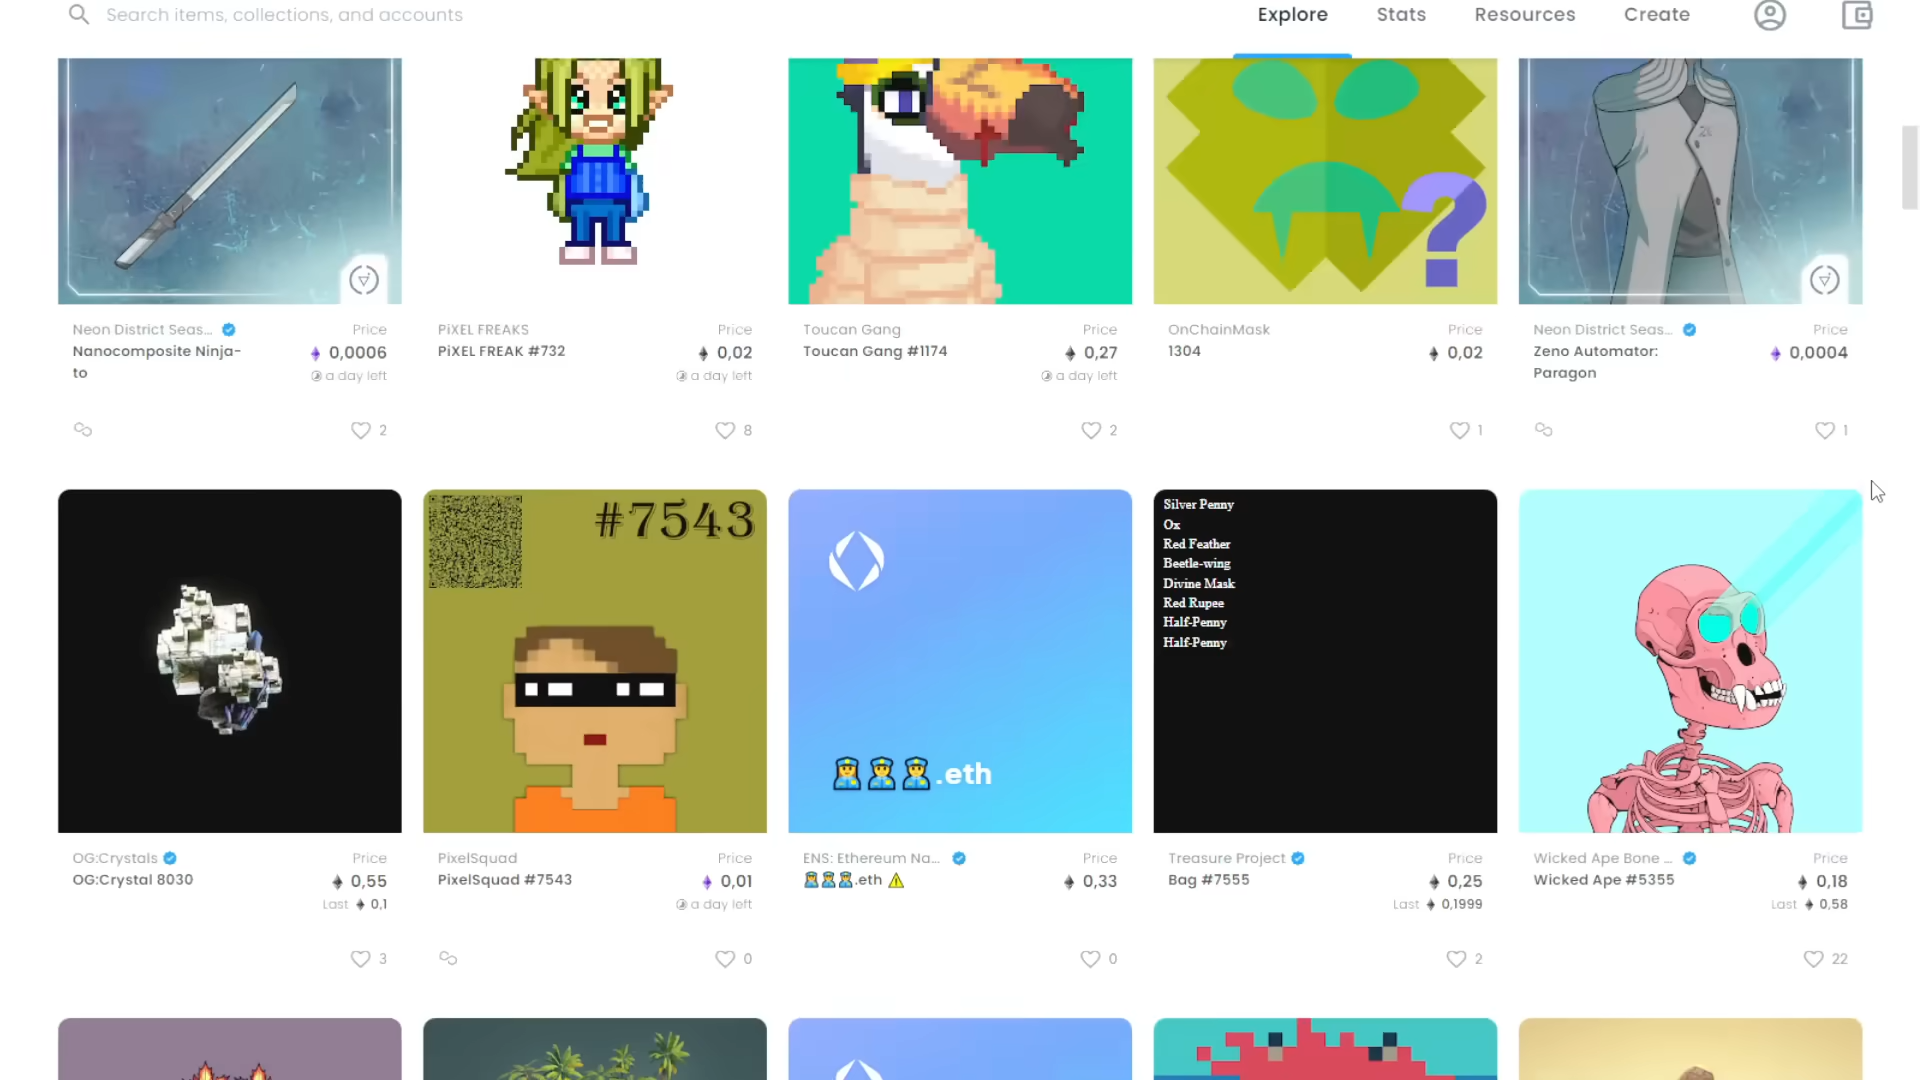 Search items, collections, and accounts
Explore
Stats
Resources
Create
Neon District Seas...
Price
Nanocomposite Ninja-
to
0,0006
a day left
2
PiXEL FREAKS
Price
PiXEL FREAK #732
0,02
a day left
8
Toucan Gang
Price
Toucan Gang #1174
0,27
a day left
2
?
OnChainMask
Price
1304
0,02
1
Neon District Seas...
Price
Zeno Automator:
Paragon
0,0004
1
OG:Crystals
Price
OG:Crystal 8030
0,55
Last 0,1
3
#7543
PixelSquad
Price
PixelSquad #7543
0,01
a day left
0
.eth
ENS: Ethereum Na...
Price
.eth
0,33
0
Silver Penny
Ox
Red Feather
Beetle-wing
Divine Mask
Red Rupee
Half-Penny
Half-Penny
Treasure Project
Price
Bag #7555
0,25
Last 0,1999
2
Wicked Ape Bone ...
Price
Wicked Ape #5355
0,18
Last 0,58
22